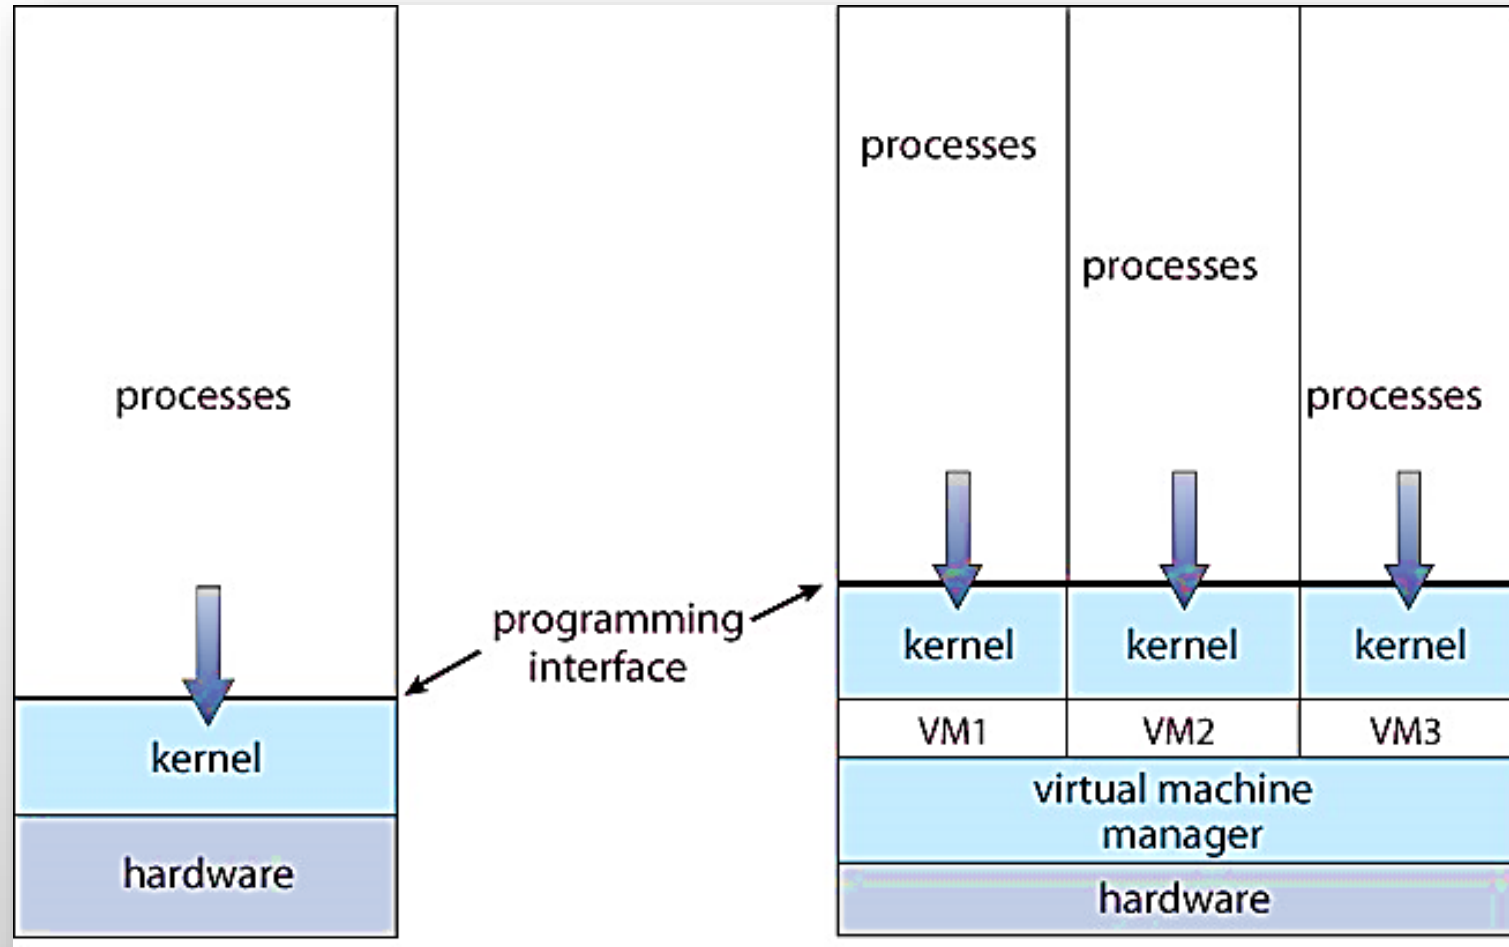 processes
kernel
hardware
programming
interface
processes
processes
processes
kernel
kernel
kernel
VM1
VM2
VM3
virtual machine
manager
hardware